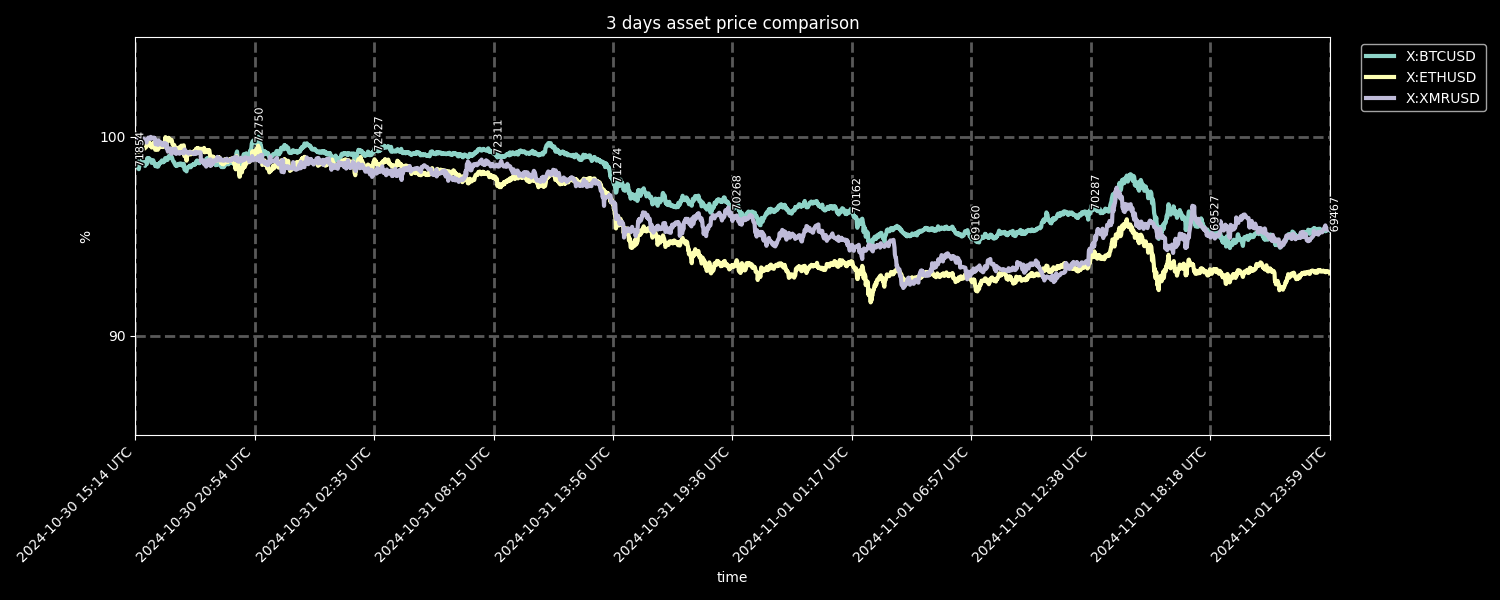 3 days asset price comparison
X:BTCUSD
X:ETHUSD
X:XMRUSD
%
100
90
71854
72750
72427
72311
71274
70268
70162
69160
70287
69527
69467
2024-10-30 15:14 UTC
2024-10-30 20:54 UTC
2024-10-31 02:35 UTC
2024-10-31 08:15 UTC
2024-10-31 13:56 UTC
2024-10-31 19:36 UTC
2024-11-01 01:17 UTC
2024-11-01 06:57 UTC
2024-11-01 12:38 UTC
2024-11-01 18:18 UTC
2024-11-01 23:59 UTC
time